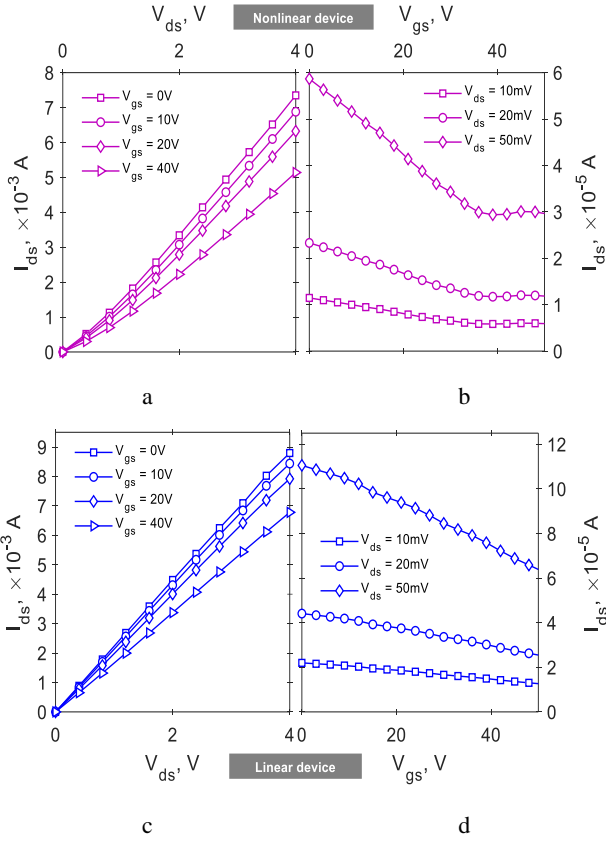 V_ds, V
Nonlinear device
V_gs, V
0 2 4 0 20 40
8
7
6
5
4
3
2
1
0
I_ds, ×10^-3 A
V_gs = 0V
V_gs = 10V
V_gs = 20V
V_gs = 40V
V_ds = 10mV
V_ds = 20mV
V_ds = 50mV
6
5
4
3
2
1
0
I_ds, ×10^-5 A
a b
9
8
7
6
5
4
3
2
1
0
I_ds, ×10^-3 A
V_gs = 0V
V_gs = 10V
V_gs = 20V
V_gs = 40V
V_ds = 10mV
V_ds = 20mV
V_ds = 50mV
12
10
8
6
4
2
0
I_ds, ×10^-5 A
0 2 4 0 20 40
V_ds, V
Linear device
V_gs, V
c d